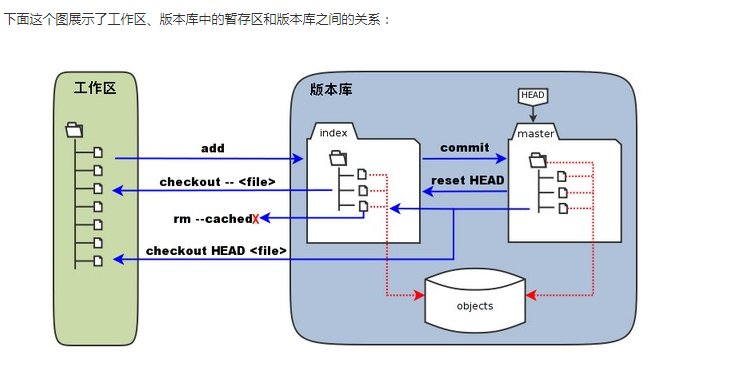 下面这个图展示了工作区、版本库中的暂存区和版本库之间的关系：
工作区
版本库
HEAD
index
master
add
commit
checkout -- <file>
reset HEAD
rm --cached
X
checkout HEAD <file>
objects